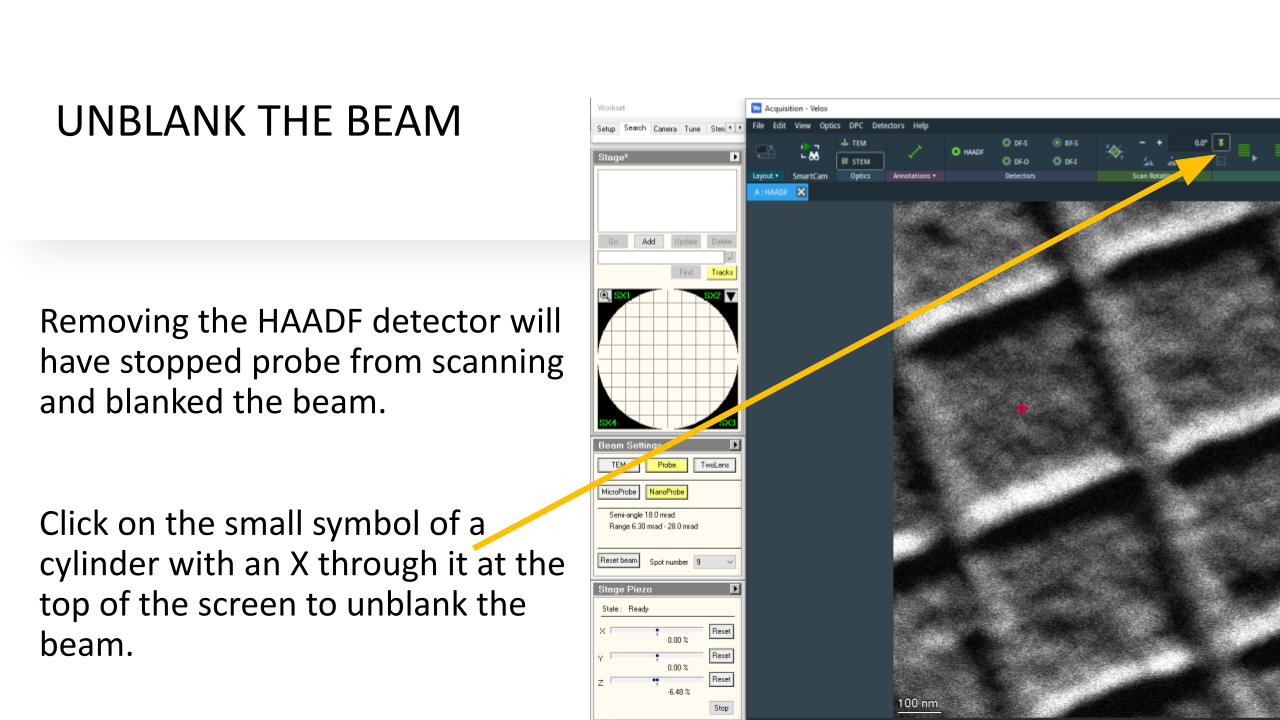 UNBLANK THE BEAM
Removing the HAADF detector will
have stopped probe from scanning
and blanked the beam.
Click on the small symbol of a
cylinder with an X through it at the
top of the screen to unblank the
beam.
Workset
Setup Search Camera Tune
Stage*
Go Add Update Delete
Find Tracks
SX1 SX2
SX4 SX3
Beam Settings
TEM Probe TwoLens
MicroProbe NanoProbe
Semi-angle 18.0 mrad
Range 6.30 mrad - 28.0 mrad
Reset beam Spot number 9
Stage Piezo
State : Ready
X Reset
0.00 %
Y Reset
0.00 %
Z Reset
-6.48 %
Stop
Ve Acquisition - Velox
File Edit View Optics DPC Detectors Help
TEM DF-S BF-S - + 0.0°
HAADF
STEM DF-O DF-I
Layout SmartCam Optics Annotations Detectors
A : HAADF
100 nm